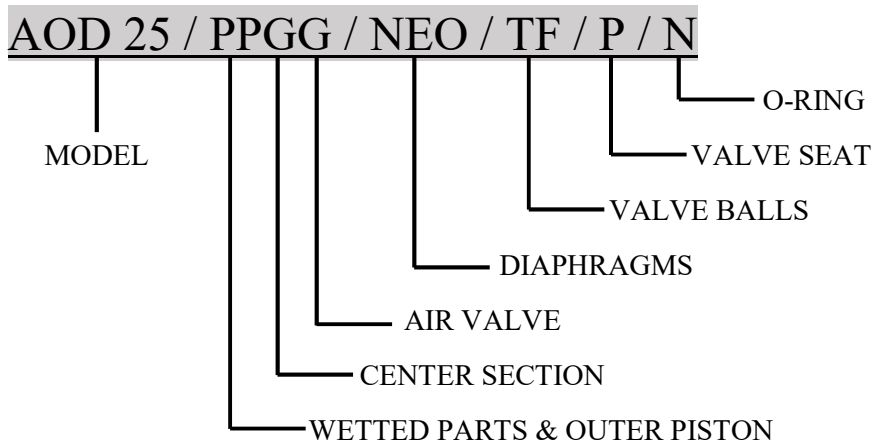 AOD 25 / PPGG / NEO / TF / P / N
O-RING
MODEL
VALVE SEAT
VALVE BALLS
DIAPHRAGMS
AIR VALVE
CENTER SECTION
WETTED PARTS & OUTER PISTON